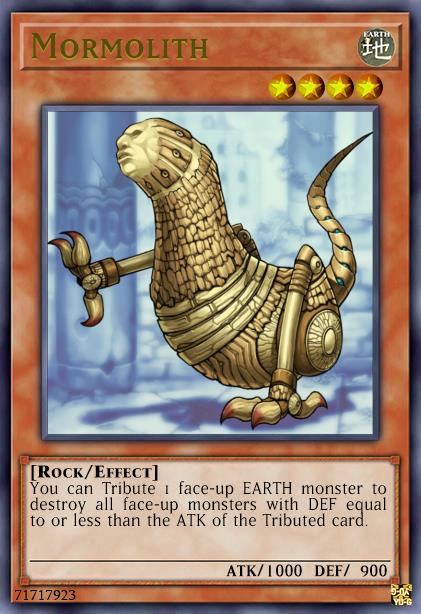 Mormolith
EARTH
地
[Rock/Effect]
You can Tribute 1 face-up EARTH monster to
destroy all face-up monsters with DEF equal
to or less than the ATK of the Tributed card.
ATK/1000 DEF/ 900
71717923